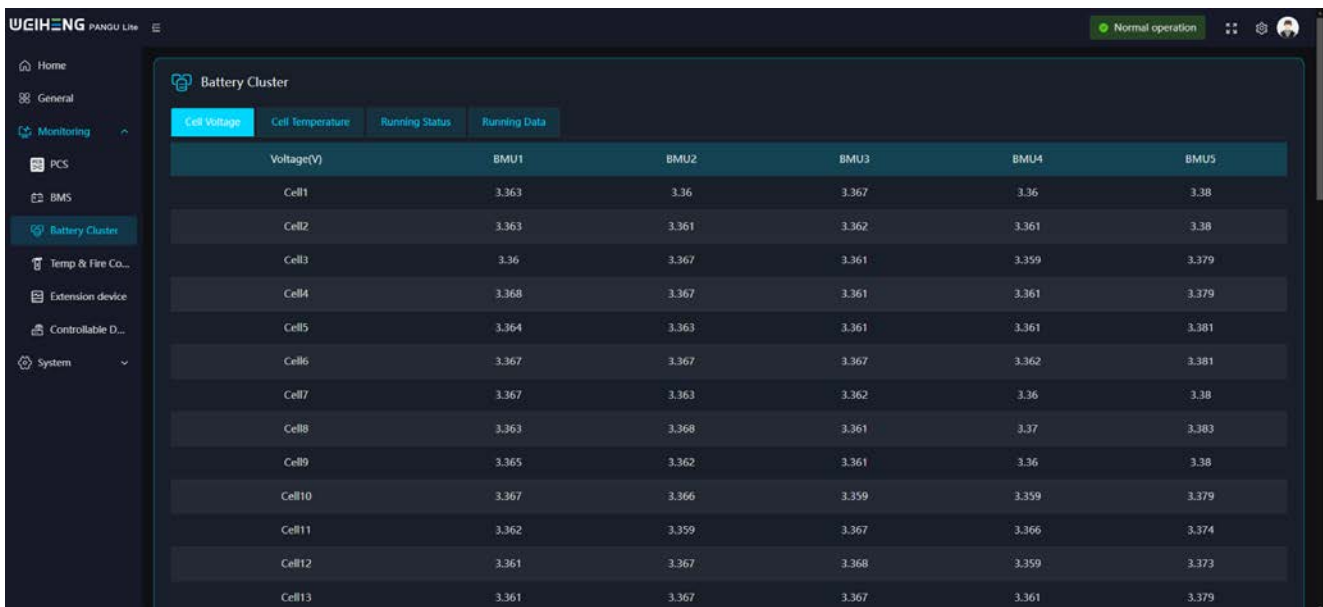 WEIHENG PANGU Lite
Normal operation
Home
General
Monitoring
PCS
BMS
Battery Cluster
Temp & Fire Co...
Extension device
Controllable D...
System
Battery Cluster
Cell Voltage Cell Temperature Running Status Running Data
Voltage(V) BMU1 BMU2 BMU3 BMU4 BMU5
Cell1 3.363 3.36 3.367 3.36 3.38
Cell2 3.363 3.361 3.362 3.361 3.38
Cell3 3.36 3.367 3.361 3.359 3.379
Cell4 3.368 3.367 3.361 3.361 3.379
Cell5 3.364 3.363 3.361 3.361 3.381
Cell6 3.367 3.367 3.367 3.362 3.381
Cell7 3.367 3.363 3.362 3.36 3.38
Cell8 3.363 3.368 3.361 3.37 3.383
Cell9 3.365 3.362 3.361 3.36 3.38
Cell10 3.367 3.366 3.359 3.359 3.379
Cell11 3.362 3.359 3.367 3.366 3.374
Cell12 3.361 3.367 3.368 3.359 3.373
Cell13 3.361 3.367 3.367 3.361 3.379